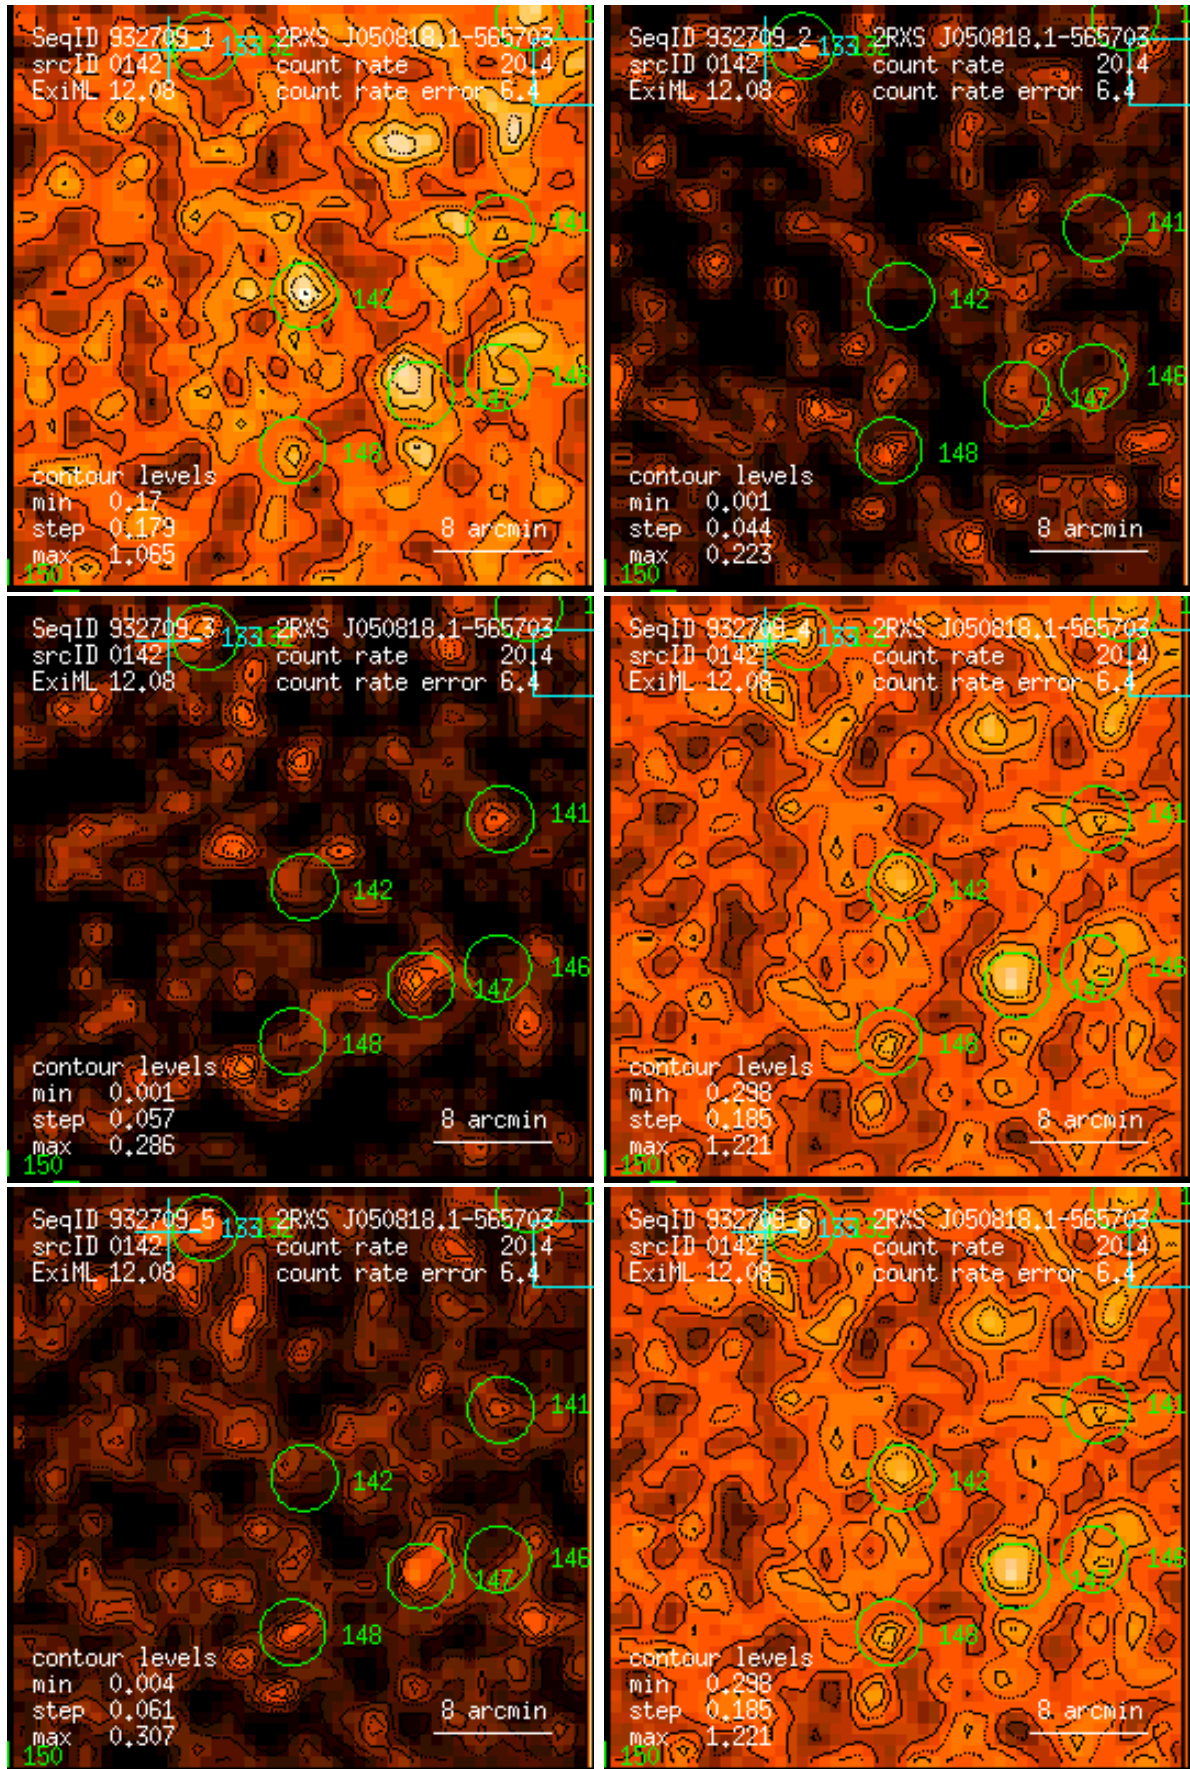 SeqID 932709_1 133 132 2RXS J050818.1-565703
srcID 0142 count rate 20.4
ExiML 12.08 count rate error 6.4
141
142
146
147
148
contour levels
min 0.17
step 0.179 8 arcmin
max 1.065
150
SeqID 932709_2 133 132 2RXS J050818.1-565703
srcID 0142 count rate 20.4
ExiML 12.08 count rate error 6.4
141
142
146
147
148
contour levels
min 0.001
step 0.044 8 arcmin
max 0.223
150
SeqID 932709_3 133 132 2RXS J050818.1-565703
srcID 0142 count rate 20.4
ExiML 12.08 count rate error 6.4
141
142
146
147
148
contour levels
min 0.001
step 0.057 8 arcmin
max 0.286
150
SeqID 932709_4 133 132 2RXS J050818.1-565703
srcID 0142 count rate 20.4
ExiML 12.08 count rate error 6.4
141
142
146
147
148
contour levels
min 0.298
step 0.185 8 arcmin
max 1.221
150
SeqID 932709_5 133 132 2RXS J050818.1-565703
srcID 0142 count rate 20.4
ExiML 12.08 count rate error 6.4
141
142
146
147
148
contour levels
min 0.004
step 0.061 8 arcmin
max 0.307
150
SeqID 932709_6 133 132 2RXS J050818.1-565703
srcID 0142 count rate 20.4
ExiML 12.08 count rate error 6.4
141
142
146
147
148
contour levels
min 0.298
step 0.185 8 arcmin
max 1.221
150